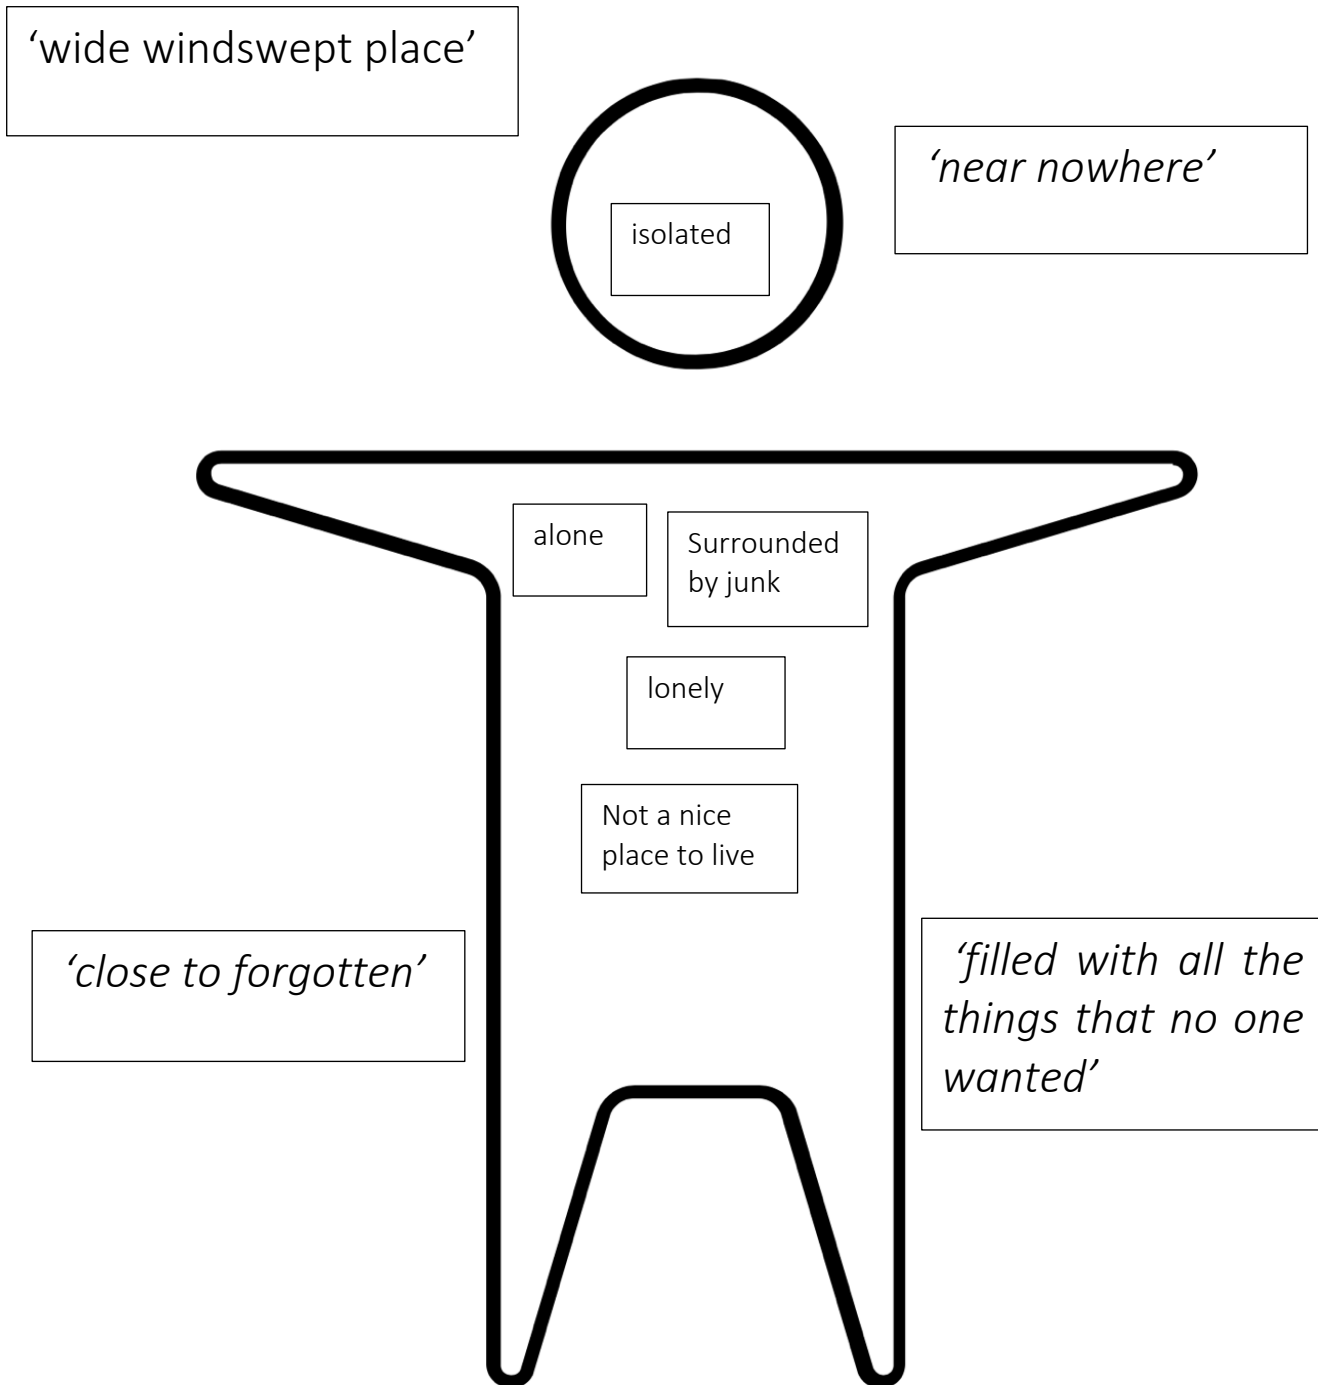 ‘wide windswept place’
‘near nowhere’
isolated
alone
Surrounded
by junk
lonely
Not a nice
place to live
‘close to forgotten’
‘filled with all the
things that no one
wanted’